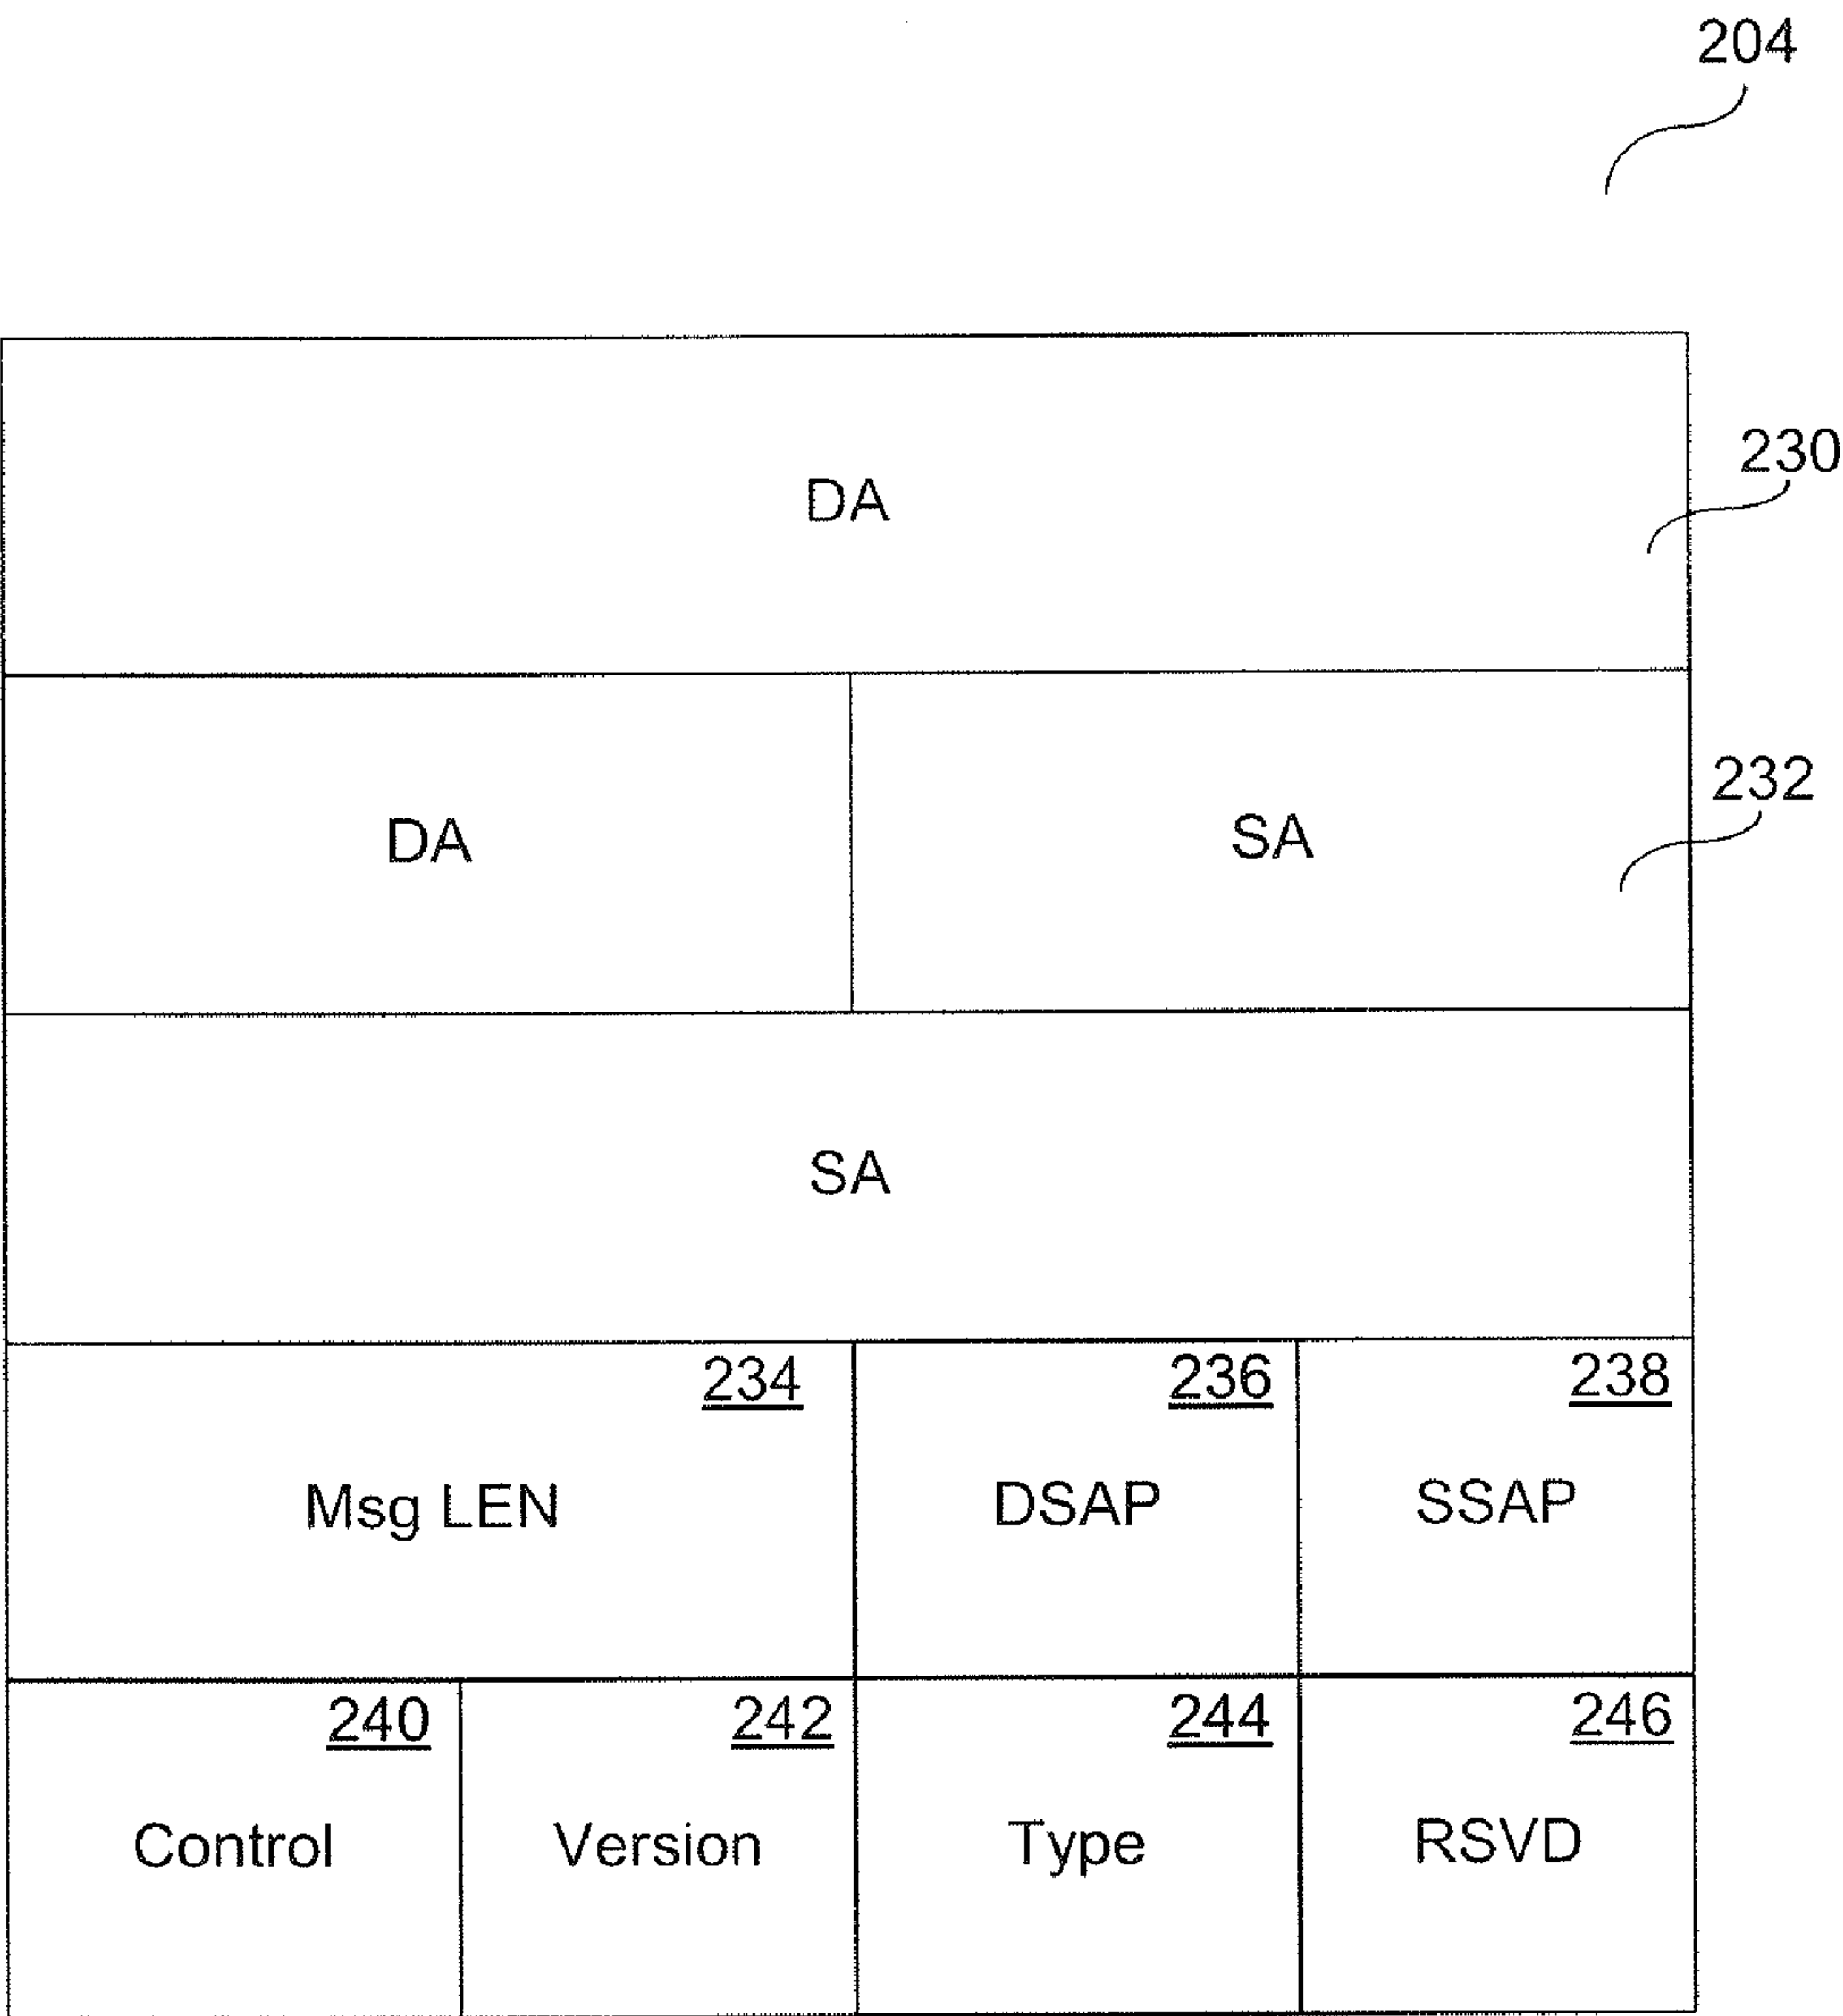 204
DA
230
DA
SA
232
SA
234
Msg LEN
236
DSAP
238
SSAP
240
Control
242
Version
244
Type
246
RSVD